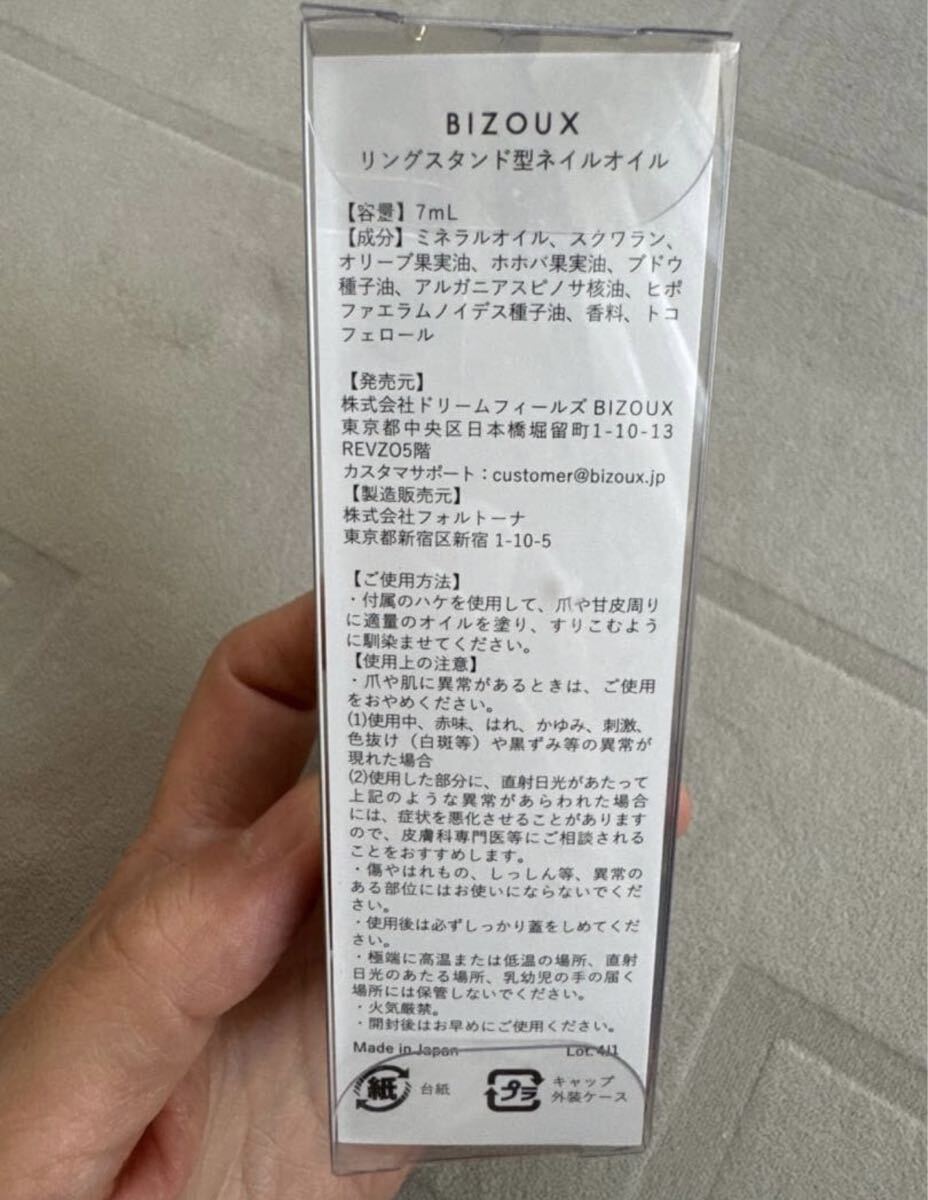 BIZOUX
リングスタンド型ネイルオイル
【容量】7mL
【成分】ミネラルオイル、スクワラン、
オリーブ果実油、ホホバ果実油、ブドウ
種子油、アルガニアスピノサ核油、ヒポ
ファエラムノイデス種子油、香料、トコ
フェロール
【発売元】
株式会社ドリームフィールズ BIZOUX
東京都中央区日本橋堀留町1-10-13
REVZO5階
カスタマサポート：customer@bizoux.jp
【製造販売元】
株式会社フォルトーナ
東京都新宿区新宿 1-10-5
【ご使用方法】
・付属のハケを使用して、爪や甘皮周り
に適量のオイルを塗り、すりこむよう
に馴染ませてください。
【使用上の注意】
・爪や肌に異常があるときは、ご使用
をおやめください。
(1)使用中、赤味、はれ、かゆみ、刺激、
色抜け（白斑等）や黒ずみ等の異常が
現れた場合
(2)使用した部分に、直射日光があたって
上記のような異常があらわれた場合
には、症状を悪化させることがあります
ので、皮膚科専門医等にご相談される
ことをおすすめします。
・傷やはれもの、しっしん等、異常の
ある部位にはお使いにならないでくだ
さい。
・使用後は必ずしっかり蓋をしめてくだ
さい。
・極端に高温または低温の場所、直射
日光のあたる場所、乳幼児の手の届く
場所には保管しないでください。
・火気厳禁。
・開封後はお早めにご使用ください。
Made in Japan Lot.4/1
紙 台紙 プラ キャップ
外装ケース